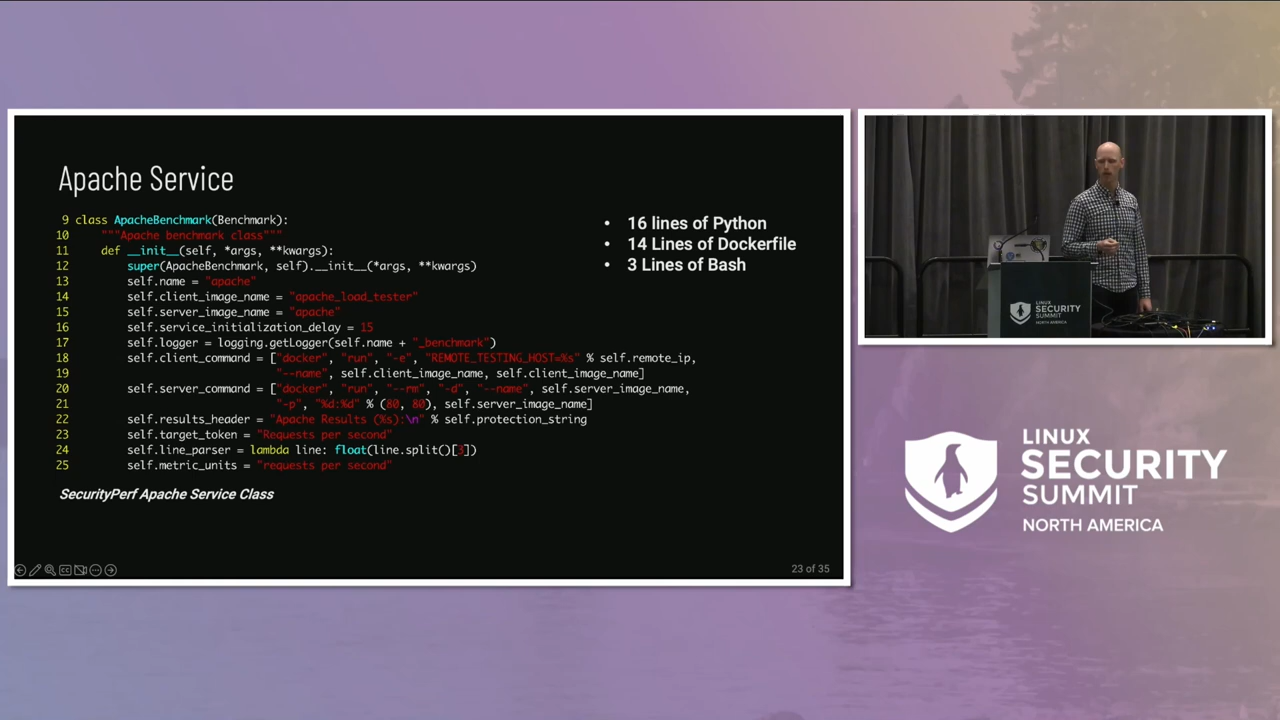 Apache Service
9 class ApacheBenchmark(Benchmark):
10 """Apache benchmark class"""
11 def __init__(self, *args, **kwargs):
12 super(ApacheBenchmark, self).__init__(*args, **kwargs)
13 self.name = "apache"
14 self.client_image_name = "apache_load_tester"
15 self.server_image_name = "apache"
16 self.service_initialization_delay = 15
17 self.logger = logging.getLogger(self.name + "_benchmark")
18 self.client_command = ["docker", "run", "-e", "REMOTE_TESTING_HOST=%s" % self.remote_ip,
19 "--name", self.client_image_name, self.client_image_name]
20 self.server_command = ["docker", "run", "--rm", "-d", "--name", self.server_image_name,
21 "-p", "%d:%d" % (80, 80), self.server_image_name]
22 self.results_header = "Apache Results (%s):\n" % self.protection_string
23 self.target_token = "Requests per second"
24 self.line_parser = lambda line: float(line.split()[3])
25 self.metric_units = "requests per second"
SecurityPerf Apache Service Class
• 16 lines of Python
• 14 Lines of Dockerfile
• 3 Lines of Bash
23 of 35
LINUX
SECURITY
SUMMIT
NORTH AMERICA
LINUX
SECURITY
SUMMIT
NORTH AMERICA